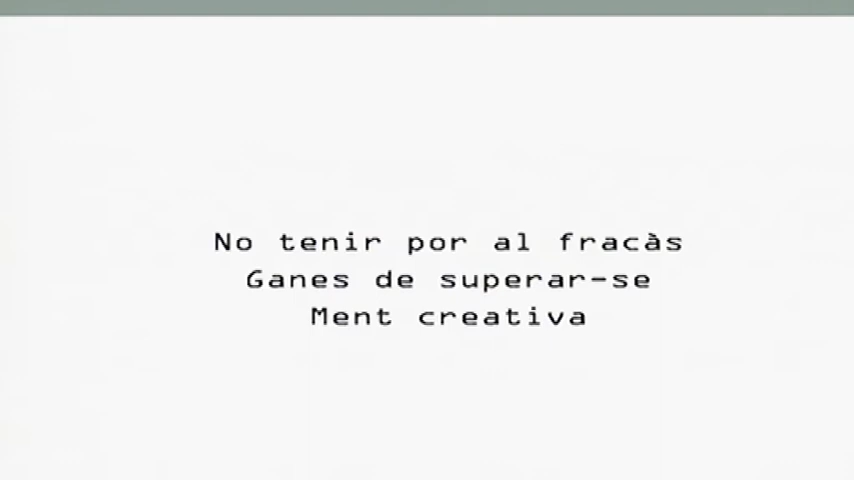 No tenir por al fracàs
Ganes de superar-se
Ment creativa